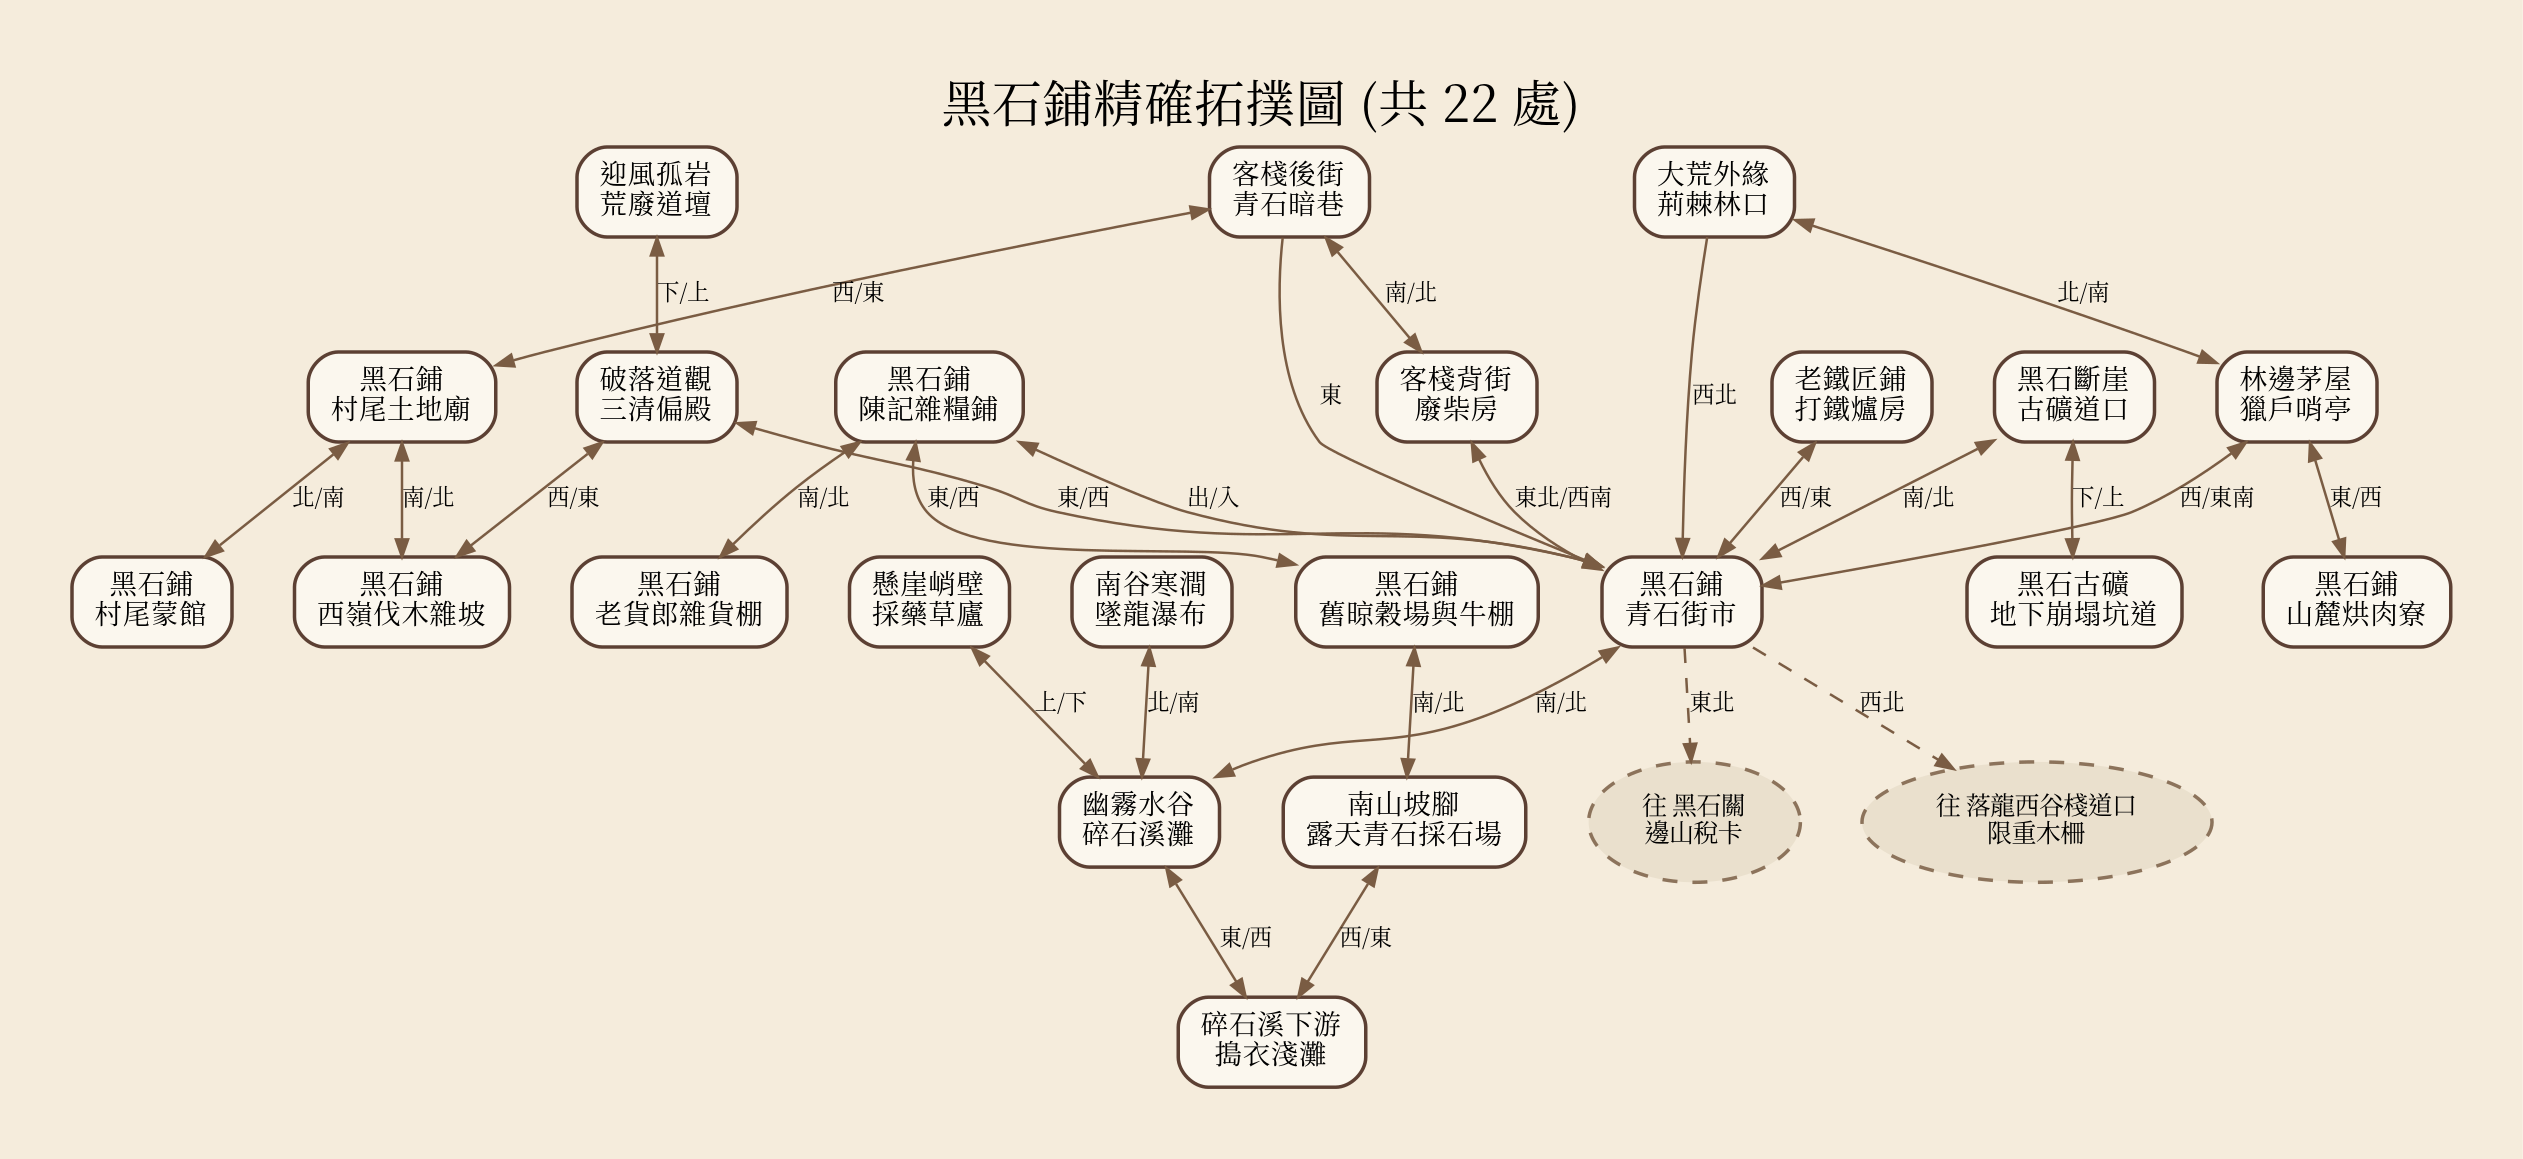 黑石鋪精確拓撲圖 (共 22 處)
迎風孤岩
荒廢道壇
客棧後街
青石暗巷
大荒外緣
荊棘林口
下/上
西/東
南/北
北/南
黑石鋪
村尾土地廟
破落道觀
三清偏殿
黑石鋪
陳記雜糧鋪
東
客棧背街
廢柴房
西北
老鐵匠鋪
打鐵爐房
黑石斷崖
古礦道口
林邊茅屋
獵戶哨亭
北/南
南/北
西/東
南/北
東/西
東/西
出/入
東北/西南
西/東
南/北
下/上
西/東南
東/西
黑石鋪
村尾蒙館
黑石鋪
西嶺伐木雜坡
黑石鋪
老貨郎雜貨棚
懸崖峭壁
採藥草廬
南谷寒澗
墜龍瀑布
黑石鋪
舊晾穀場與牛棚
黑石鋪
青石街市
黑石古礦
地下崩塌坑道
黑石鋪
山麓烘肉寮
上/下
北/南
南/北
南/北
東北
西北
幽霧水谷
碎石溪灘
南山坡腳
露天青石採石場
往 黑石關
邊山稅卡
往 落龍西谷棧道口
限重木柵
東/西
西/東
碎石溪下游
搗衣淺灘